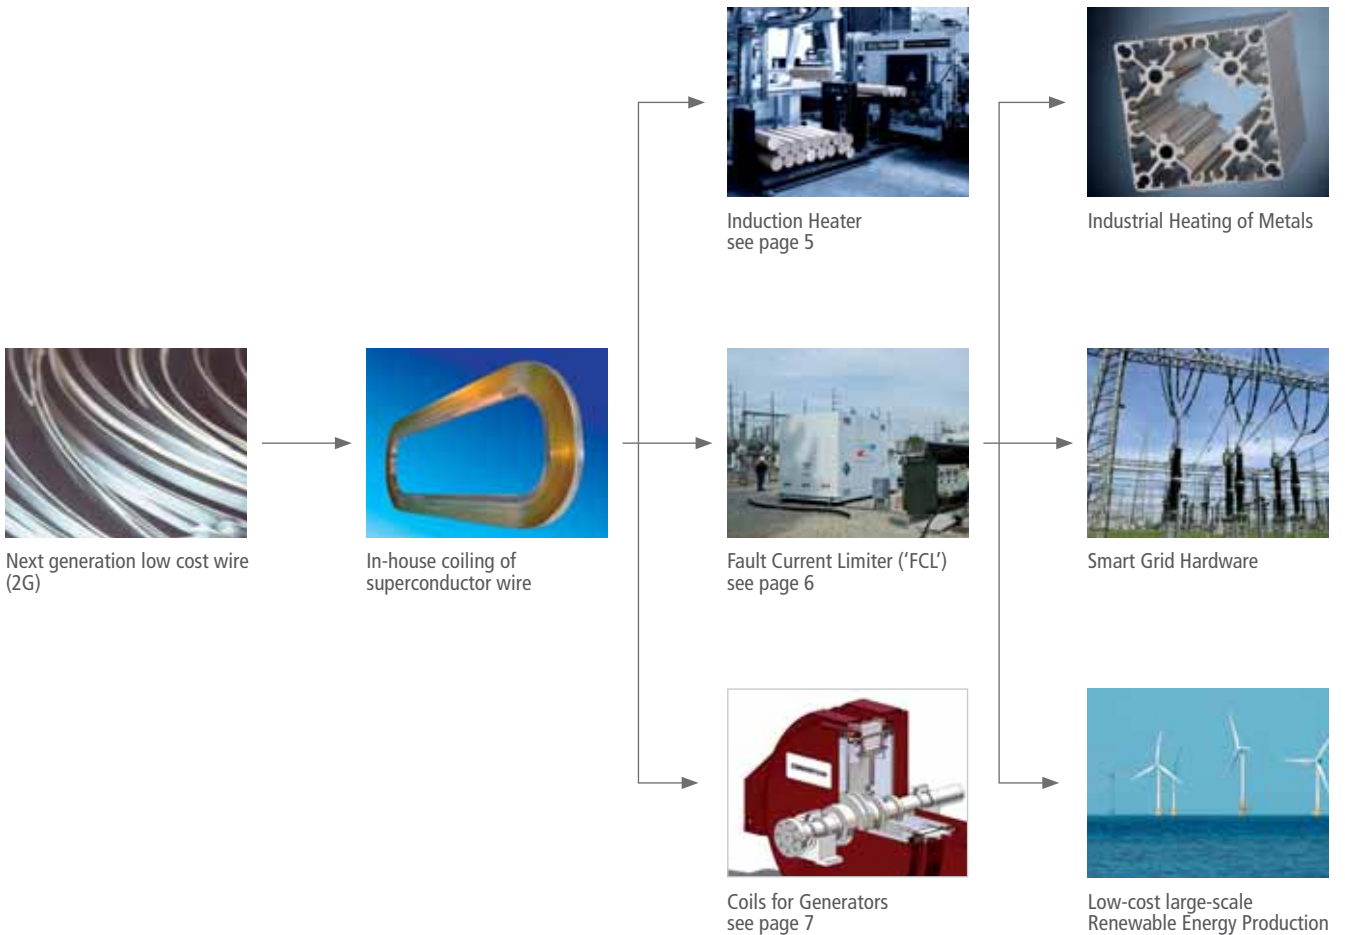 Induction Heater
see page 5
Industrial Heating of Metals
Next generation low cost wire
(2G)
In-house coiling of
superconductor wire
Fault Current Limiter (‘FCL’)
see page 6
Smart Grid Hardware
Coils for Generators
see page 7
Low-cost large-scale
Renewable Energy Production